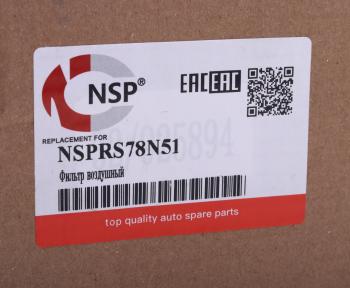 NSP®
EAC EAC
REPLACEMENT FOR
NSPRS78N51
Фильтр воздушный
top quality auto spare parts